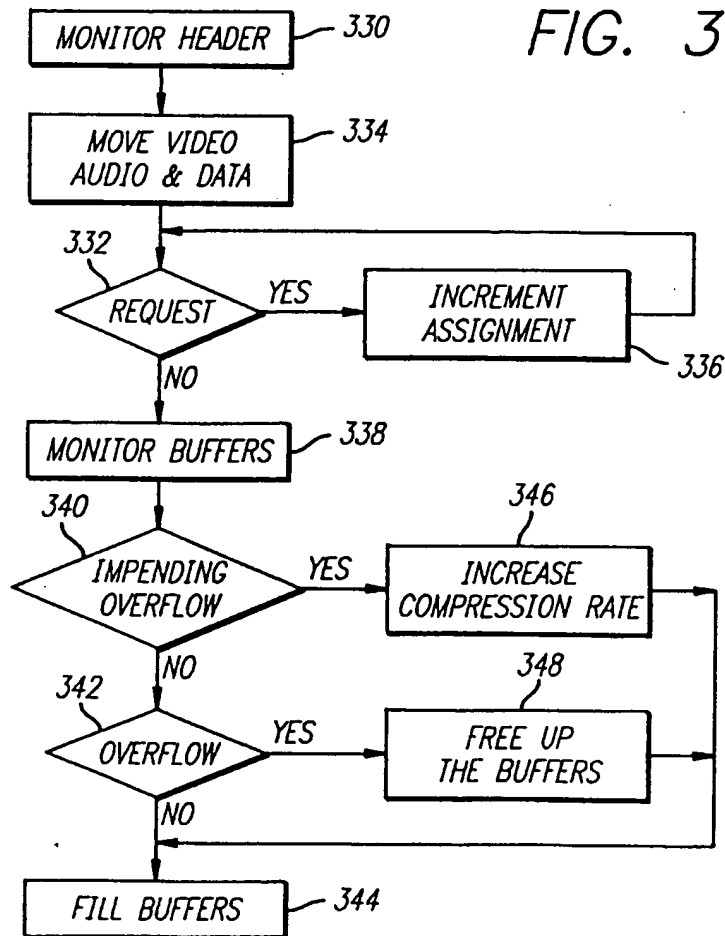 FIG. 3
MONITOR HEADER
330
MOVE VIDEO
AUDIO & DATA
334
332
REQUEST
YES
INCREMENT
ASSIGNMENT
336
NO
MONITOR BUFFERS
338
340
IMPENDING
OVERFLOW
YES
346
INCREASE
COMPRESSION RATE
NO
342
OVERFLOW
YES
348
FREE UP
THE BUFFERS
NO
FILL BUFFERS
344